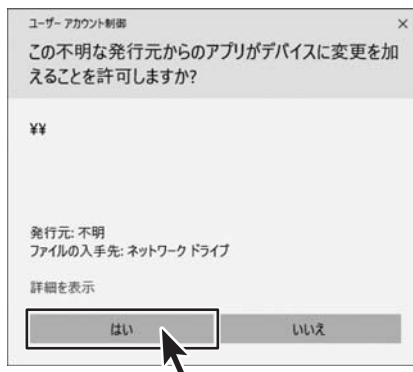 ユーザー アカウント制御
×
この不明な発行元からのアプリがデバイスに変更を加
えることを許可しますか?
¥¥
発行元: 不明
ファイルの入手先: ネットワーク ドライブ
詳細を表示
はい
いいえ